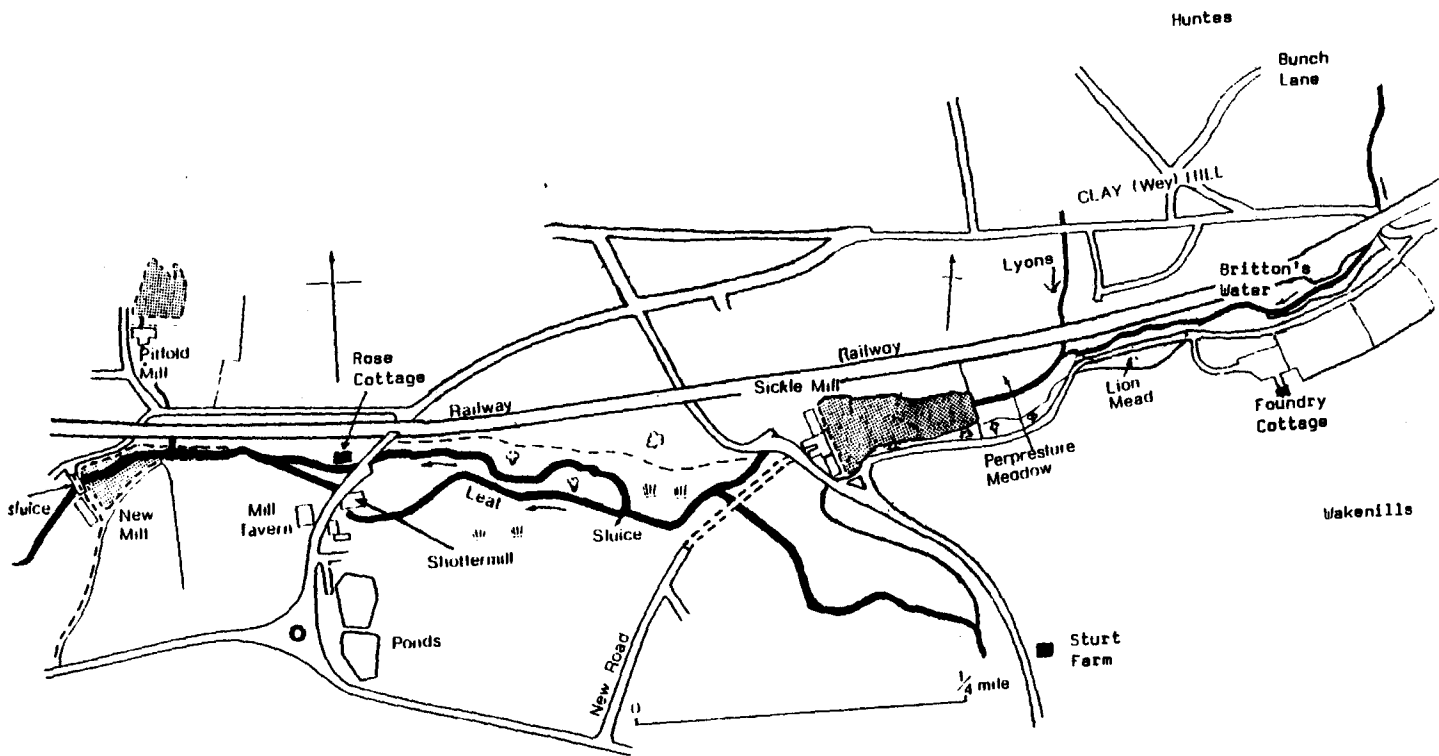 Huntes
Bunch
Lane
CLAY (Wey) HILL
Lyons
Britton's
Water
Pitfold
Mill
Rose
Cottage
Railway
Railway
Sickle Mill
Lion
Mead
Foundry
Cottage
Perpresture
Meadow
sluice
New
Mill
Mill
Tavern
Leat
Sluice
Shottermill
Wakenills
Ponds
New Road
Sturt
Farm
0
1/4 mile